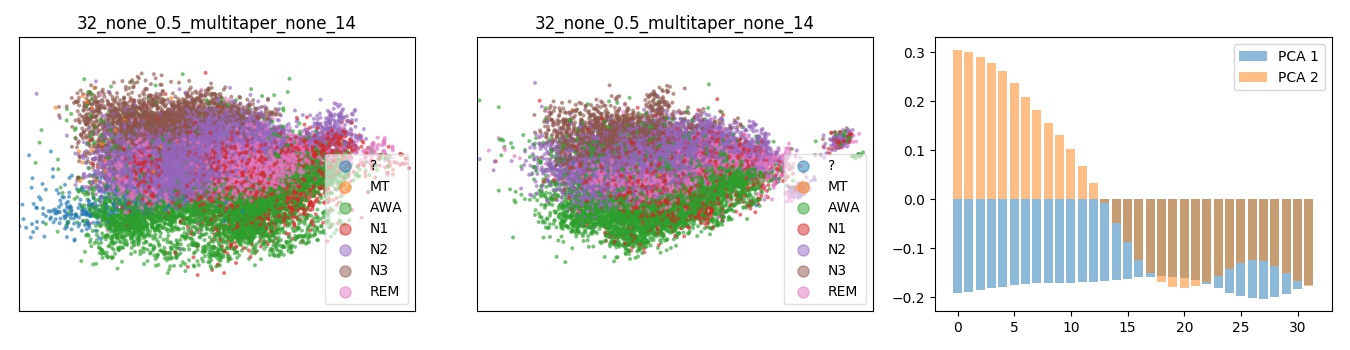 32_none_0.5_multitaper_none_14
?
MT
AWA
N1
N2
N3
REM
32_none_0.5_multitaper_none_14
?
MT
AWA
N1
N2
N3
REM
PCA 1
PCA 2
0.3
0.2
0.1
0.0
−0.1
−0.2
0 5 10 15 20 25 30